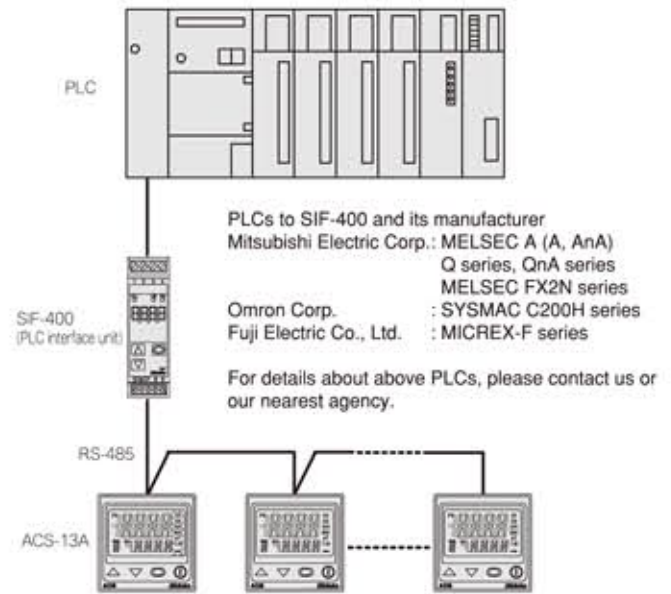 PLC
PLCs to SIF-400 and its manufacturer
Mitsubishi Electric Corp.: MELSEC A (A, AnA)
Q series, QnA series
MELSEC FX2N series
Omron Corp. : SYSMAC C200H series
Fuji Electric Co., Ltd. : MICREX-F series
For details about above PLCs, please contact us or
our nearest agency.
SIF-400
(PLC interface unit)
RS-485
ACS-13A